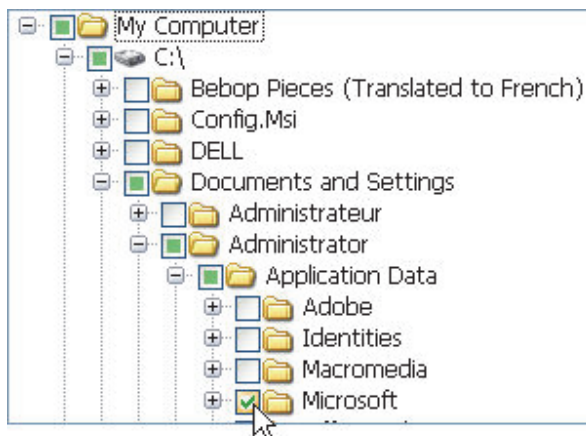 My Computer
C:\
Bebop Pieces (Translated to French)
Config.Msi
DELL
Documents and Settings
Administrateur
Administrator
Application Data
Adobe
Identities
Macromedia
Microsoft